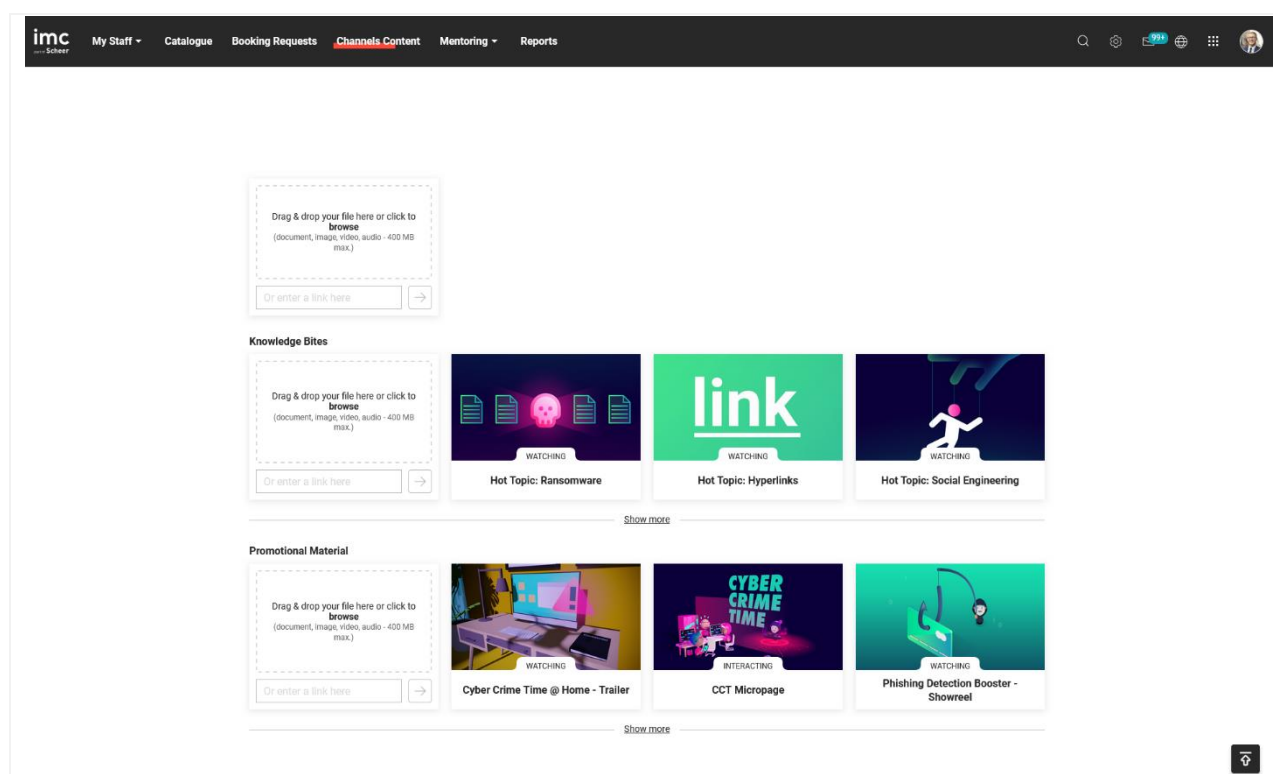 imc
Scheer
My Staff
Catalogue
Booking Requests
Channels Content
Mentoring
Reports
99+
Drag & drop your file here or click to
browse
(document, image, video, audio - 400 MB
max.)
Or enter a link here
Knowledge Bites
Drag & drop your file here or click to
browse
(document, image, video, audio - 400 MB
max.)
Or enter a link here
WATCHING
Hot Topic: Ransomware
link
WATCHING
Hot Topic: Hyperlinks
WATCHING
Hot Topic: Social Engineering
Show more
Promotional Material
Drag & drop your file here or click to
browse
(document, image, video, audio - 400 MB
max.)
Or enter a link here
WATCHING
Cyber Crime Time @ Home - Trailer
CYBER
CRIME
TIME
INTERACTING
CCT Micropage
WATCHING
Phishing Detection Booster -
Showreel
Show more